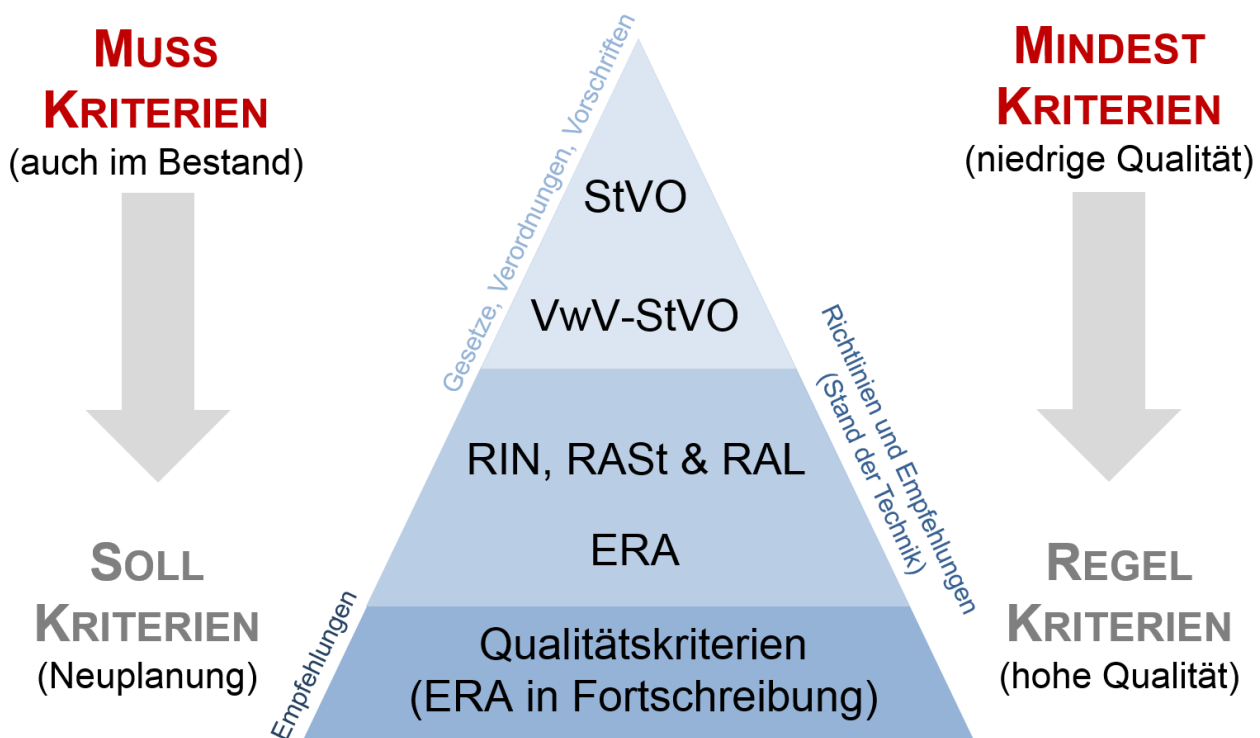 MUSS
KRITERIEN
(auch im Bestand)
SOLL
KRITERIEN
(Neuplanung)
Gesetze, Verordnungen, Vorschriften
StVO
VwV-StVO
RIN, RASt & RAL
ERA
Richtlinien und Empfehlungen
(Stand der Technik)
Empfehlungen
Qualitätskriterien
(ERA in Fortschreibung)
MINDEST
KRITERIEN
(niedrige Qualität)
REGEL
KRITERIEN
(hohe Qualität)